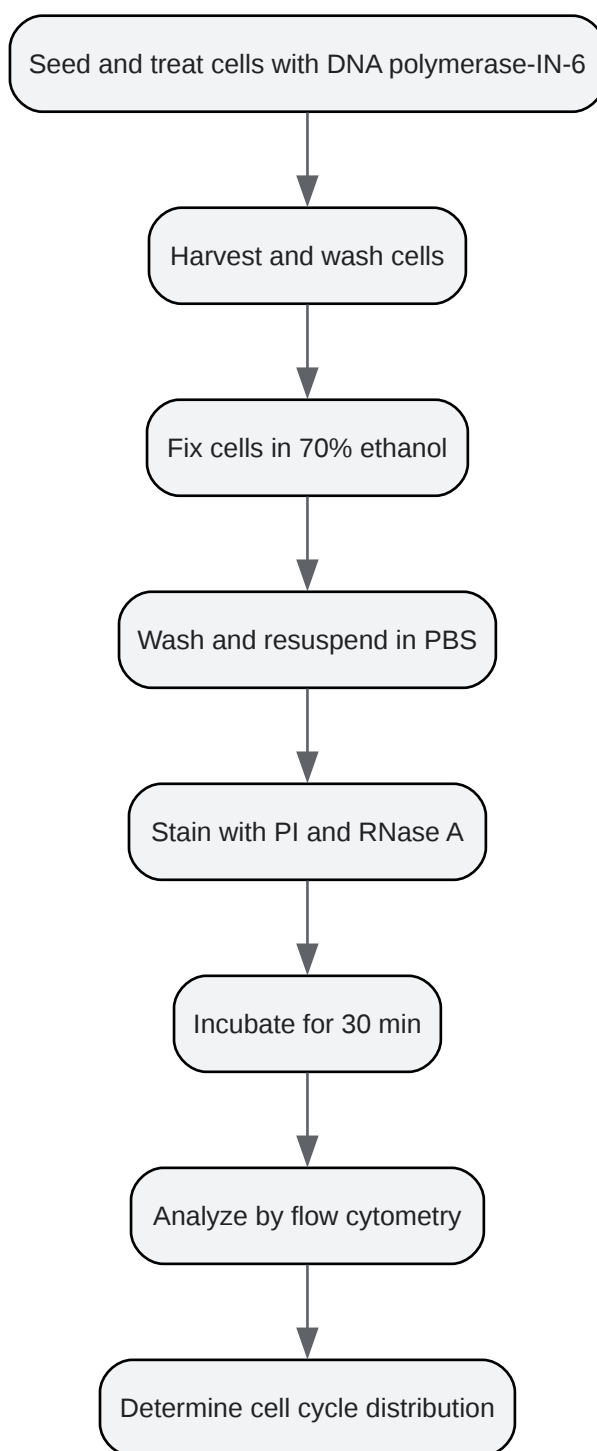 Seed and treat cells with DNA polymerase-IN-6
Harvest and wash cells
Fix cells in 70% ethanol
Wash and resuspend in PBS
Stain with PI and RNase A
Incubate for 30 min
Analyze by flow cytometry
Determine cell cycle distribution